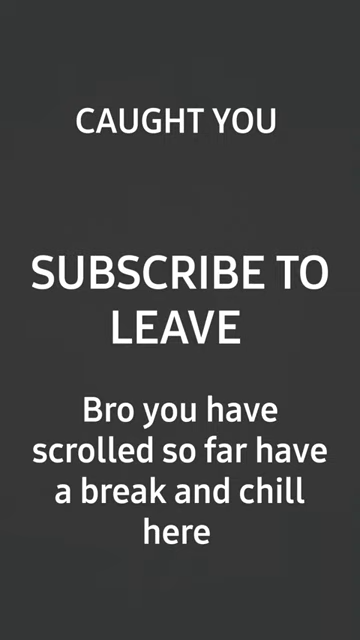 CAUGHT YOU
SUBSCRIBE TO
LEAVE
Bro you have
scrolled so far have
a break and chill
here